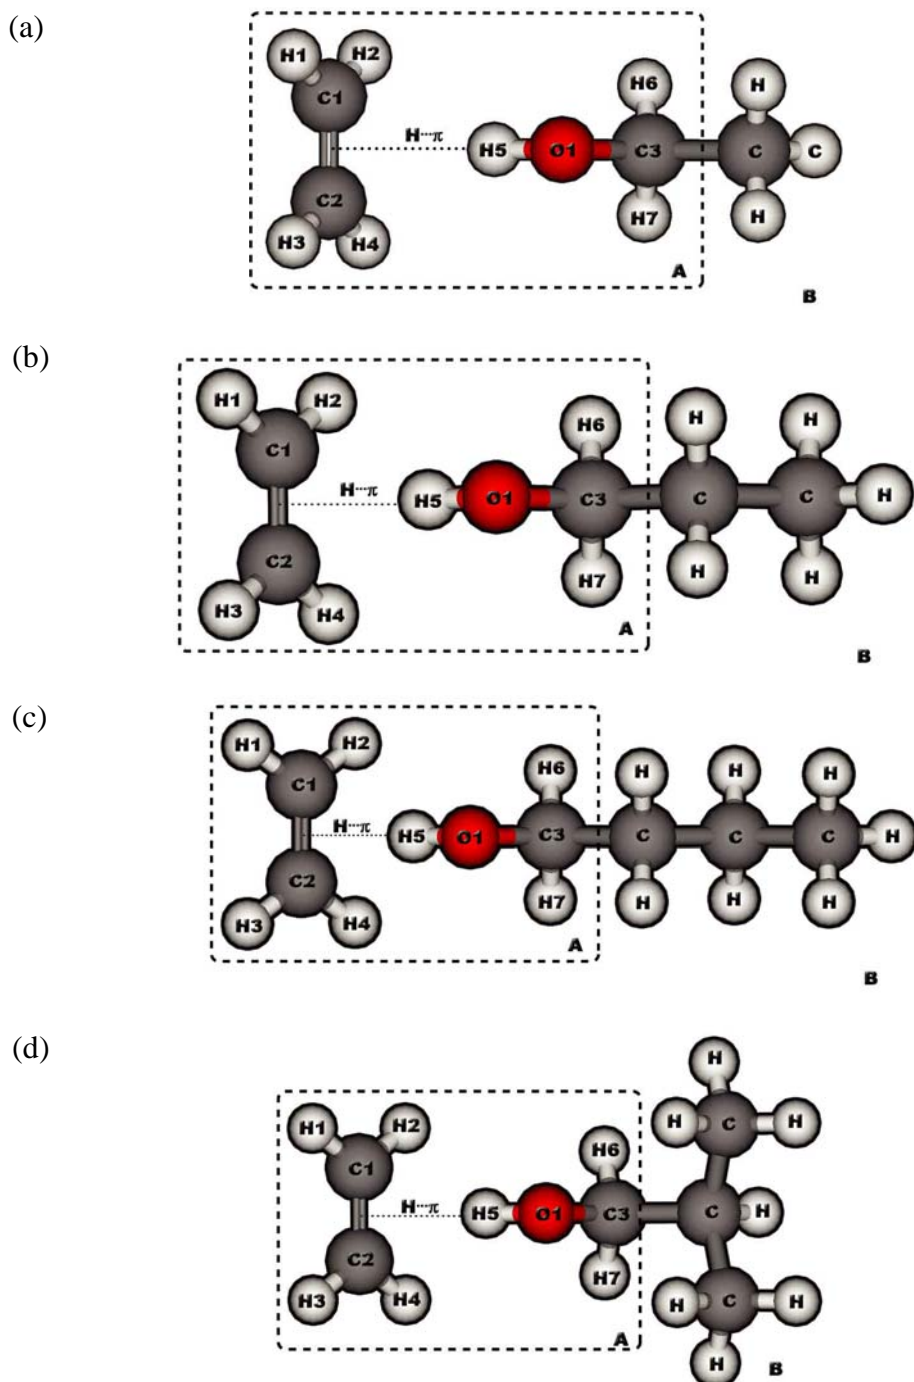 (a)
H1 H2 H6 H
C1
H···π
H5 O1 C3 C C
C2
H3 H4 H7 H
A
B
(b)
H1 H2 H6 H H
C1
H···π
H5 O1 C3 C C H
C2
H3 H4 H7 H H
A
B
(c)
H1 H2 H6 H H H
C1
H···π
H5 O1 C3 C C C H
C2
H3 H4 H7 H H H
A
B
(d)
H
H1 H2 H C H
H6
C1
H···π
H5 O1 C3 C H
C2
H7
H3 H4 H C H
A
H B